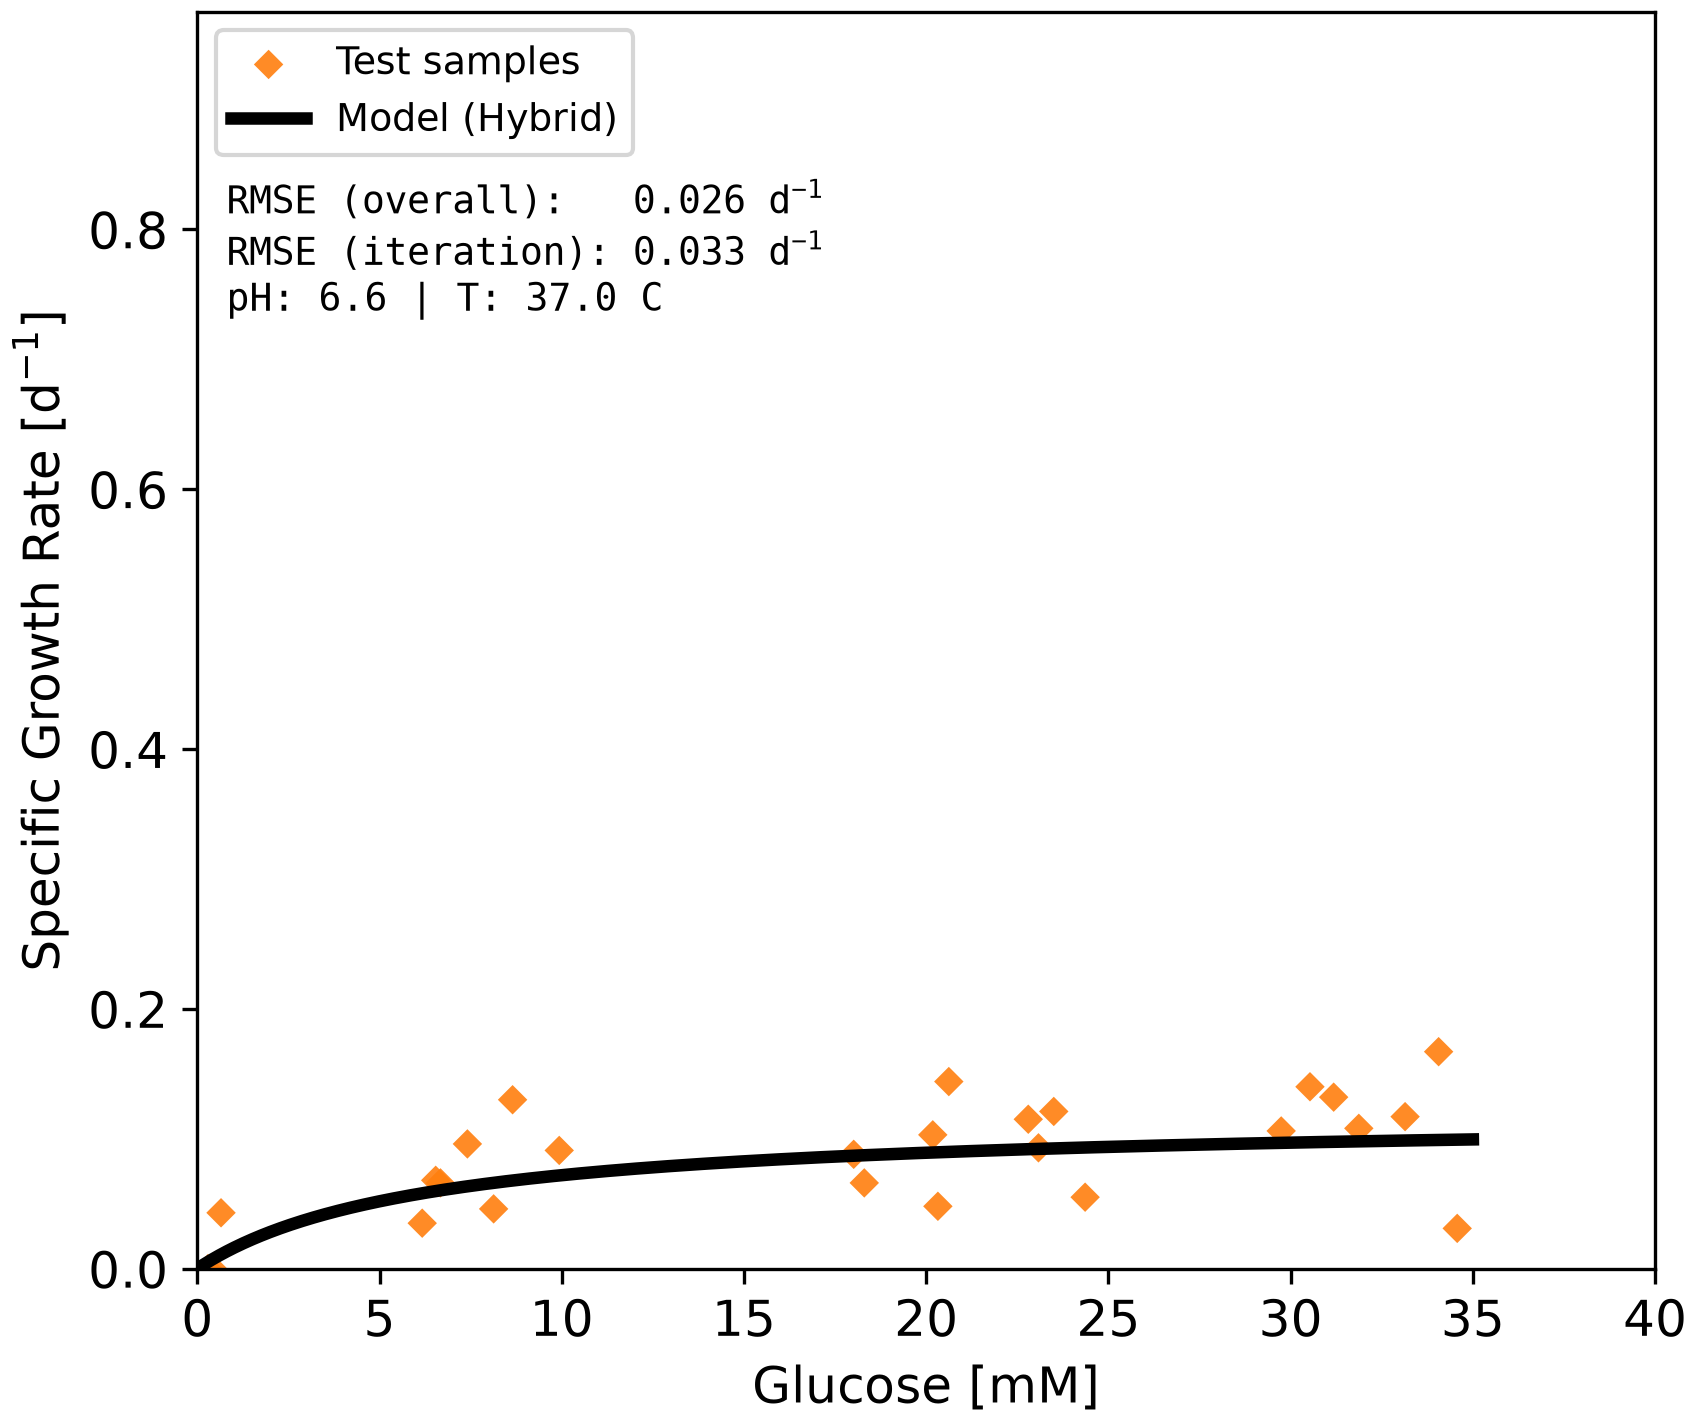 Test samples
Model (Hybrid)
RMSE (overall):   0.026 d⁻¹
RMSE (iteration): 0.033 d⁻¹
pH: 6.6 | T: 37.0 C
Specific Growth Rate [d⁻¹]
0.8
0.6
0.4
0.2
0.0
0 5 10 15 20 25 30 35 40
Glucose [mM]